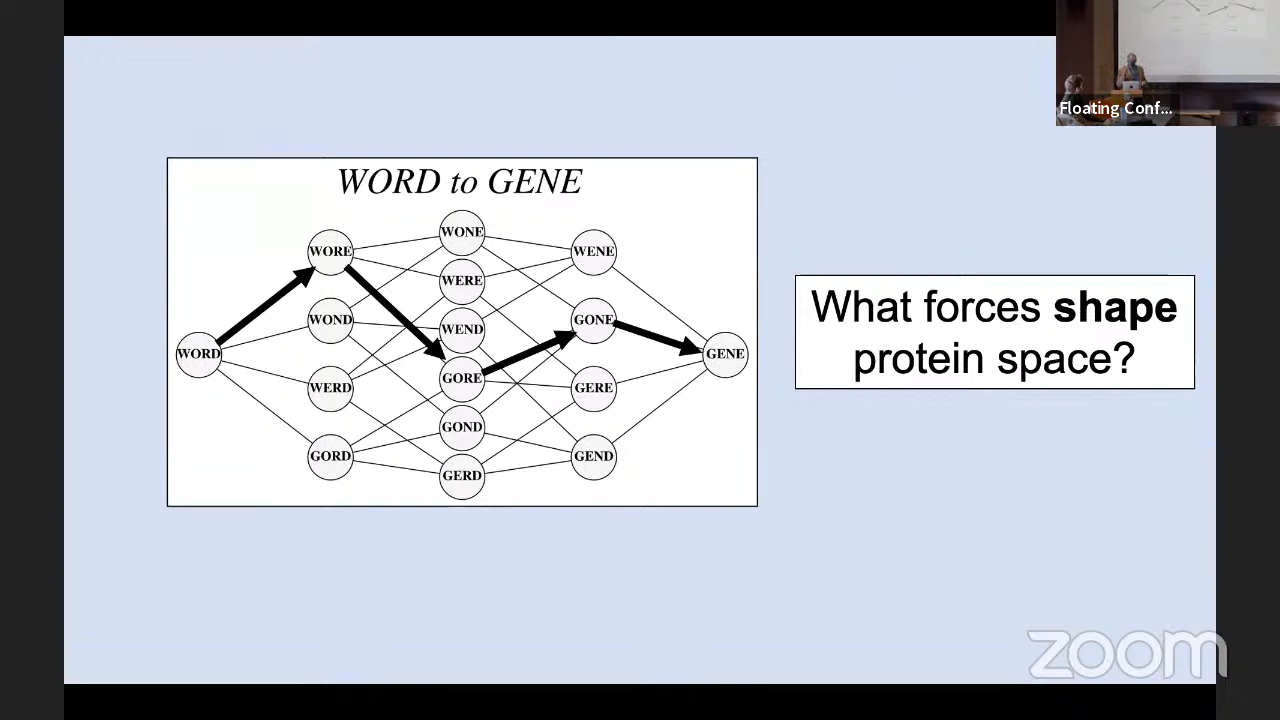 Floating Conf...
WORD to GENE
WONE
WORE
WENE
WERE
WOND
WEND
GONE
WORD
GENE
GORE
WERD
GERE
GOND
GORD
GEND
GERD
What forces shape
protein space?
zoom